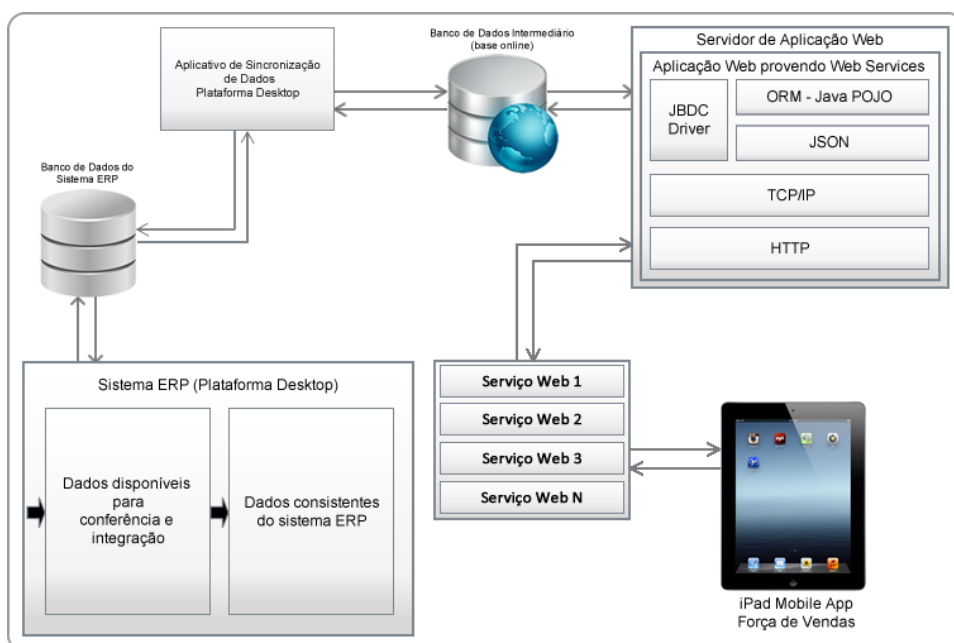 Aplicativo de Sincronização
de Dados
Plataforma Desktop
Banco de Dados Intermediário
(base online)
Servidor de Aplicação Web
Aplicação Web provendo Web Services
JBDC
Driver
ORM - Java POJO
JSON
TCP/IP
HTTP
Banco de Dados do
Sistema ERP
Sistema ERP (Plataforma Desktop)
Dados disponíveis
para
conferência e
integração
Dados consistentes
do sistema ERP
Serviço Web 1
Serviço Web 2
Serviço Web 3
Serviço Web N
iPad Mobile App
Força de Vendas